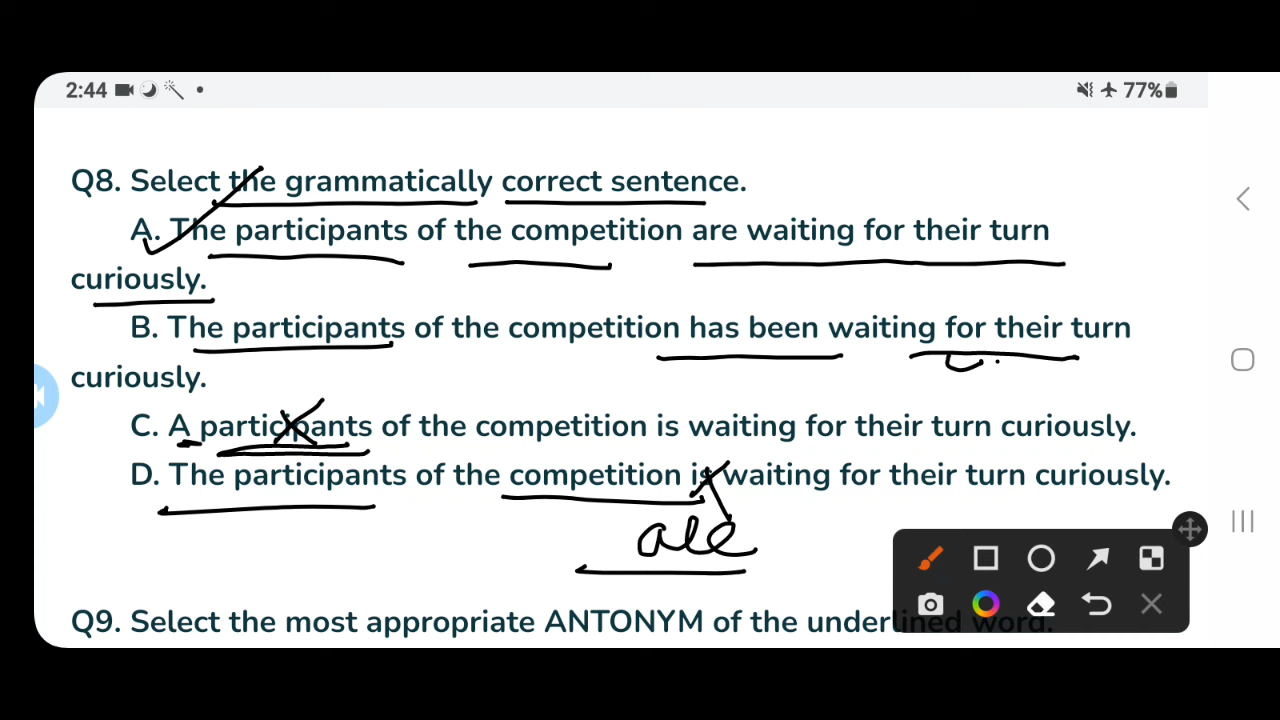 2:44
77%
Q8. Select the grammatically correct sentence.
A. The participants of the competition are waiting for their turn
curiously.
B. The participants of the competition has been waiting for their turn
curiously.
C. A participants of the competition is waiting for their turn curiously.
D. The participants of the competition is waiting for their turn curiously.
are
Q9. Select the most appropriate ANTONYM of the underlined word.